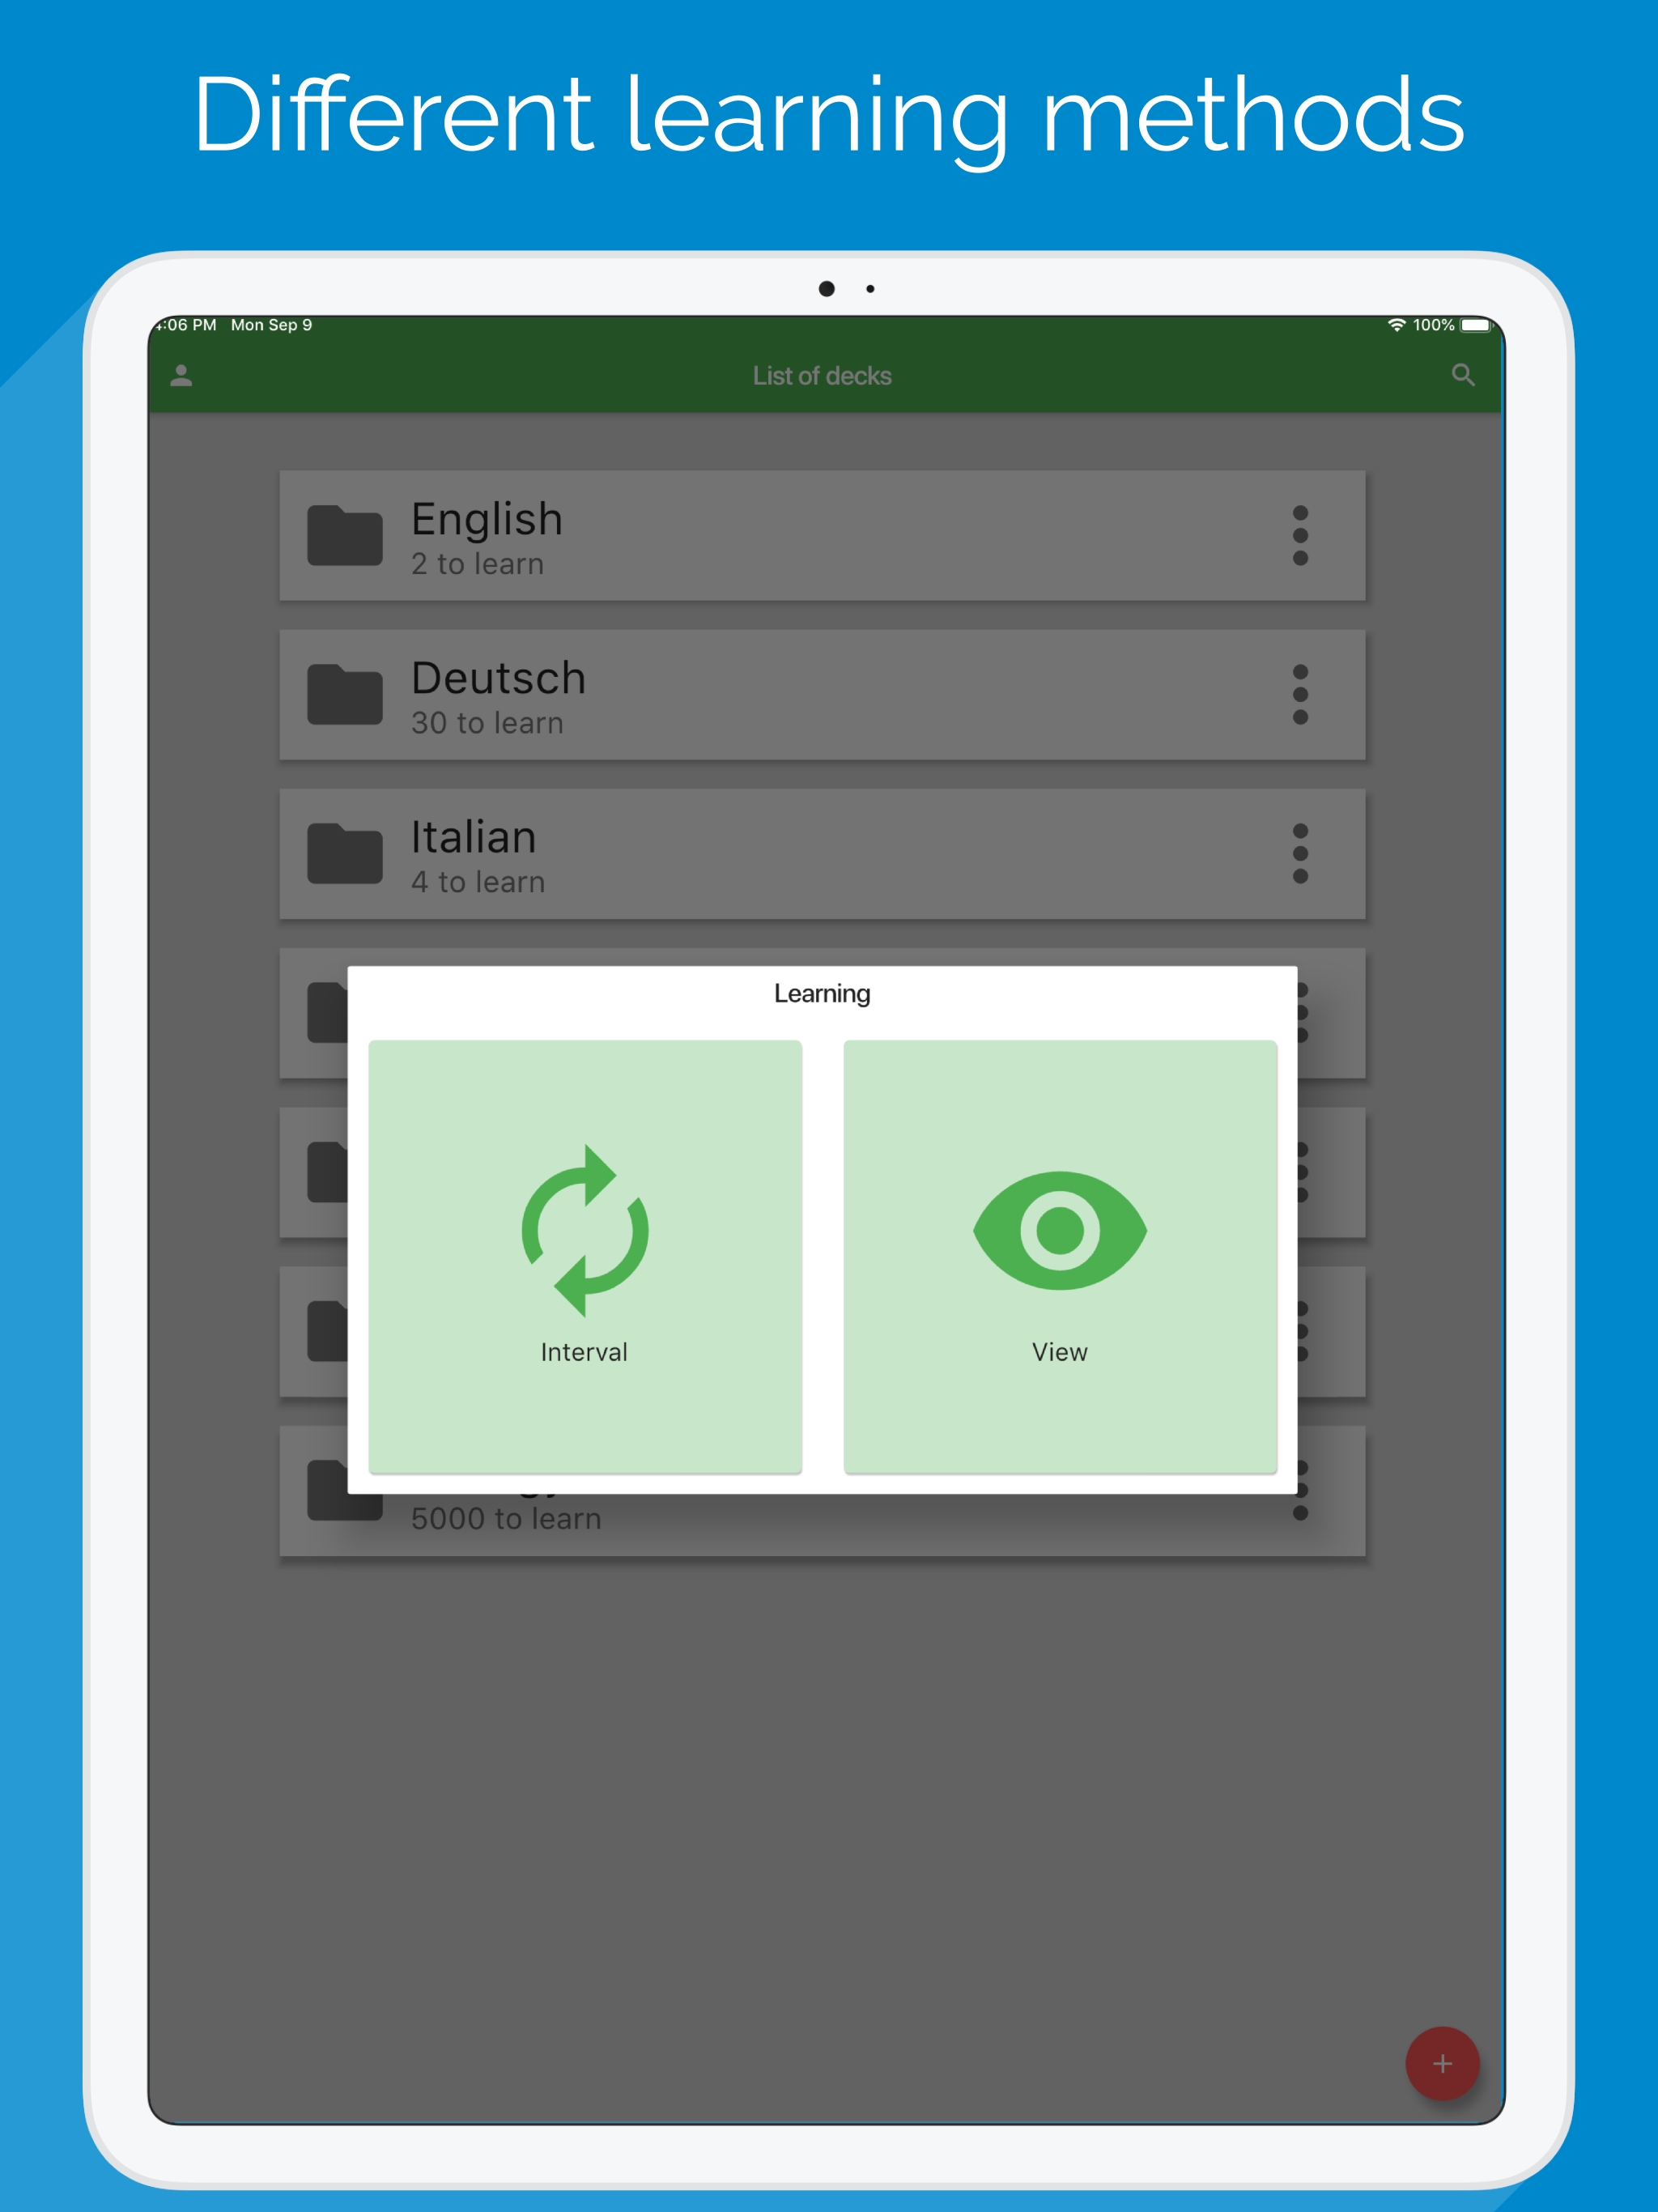 Different learning methods
:06 PM Mon Sep 9
100%
List of decks
English
2 to learn
Deutsch
30 to learn
Italian
4 to learn
Learning
Interval
View
5000 to learn